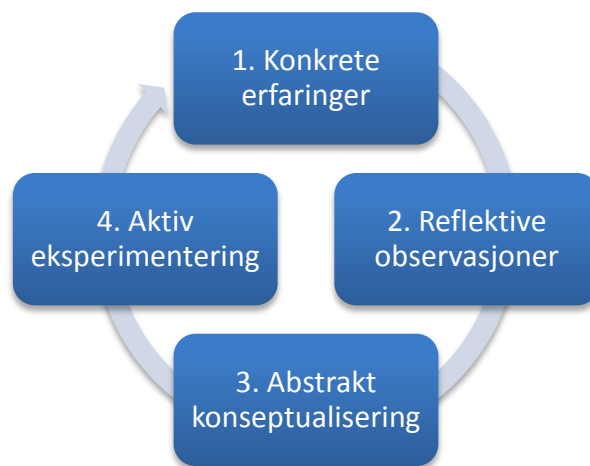 1. Konkrete
erfaringer
2. Reflektive
observasjoner
3. Abstrakt
konseptualisering
4. Aktiv
eksperimentering